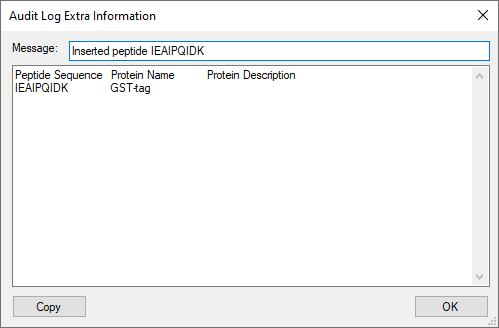 Audit Log Extra Information
Message: Inserted peptide IEAIPQIDK
Peptide Sequence Protein Name Protein Description
IEAIPQIDK GST-tag
Copy OK